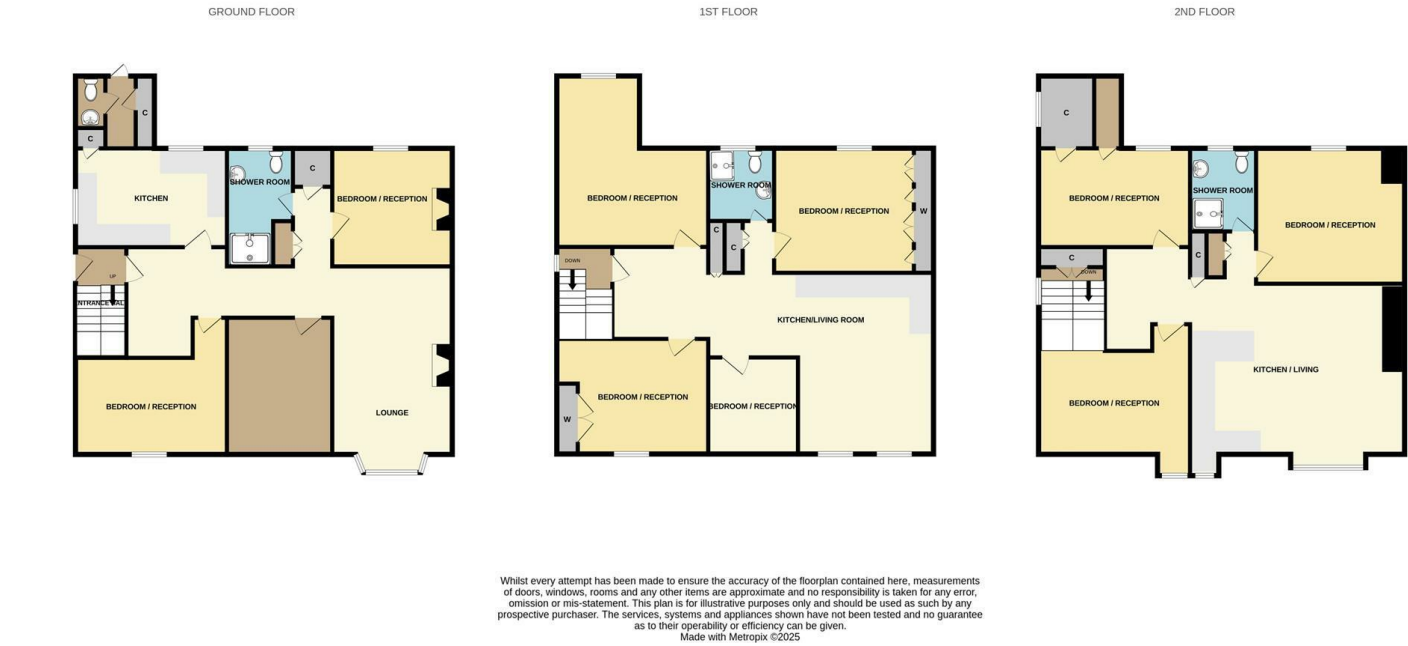 GROUND FLOOR
C
C
KITCHEN
SHOWER ROOM
C
BEDROOM / RECEPTION
UP
ENTRANCE HALL
BEDROOM / RECEPTION
LOUNGE
1ST FLOOR
BEDROOM / RECEPTION
SHOWER ROOM
BEDROOM / RECEPTION
W
C
C
DOWN
KITCHEN/LIVING ROOM
BEDROOM / RECEPTION
W
BEDROOM / RECEPTION
2ND FLOOR
C
BEDROOM / RECEPTION
SHOWER ROOM
BEDROOM / RECEPTION
C
C
DOWN
KITCHEN / LIVING
BEDROOM / RECEPTION
Whilst every attempt has been made to ensure the accuracy of the floorplan contained here, measurements
of doors, windows, rooms and any other items are approximate and no responsibility is taken for any error,
omission or mis-statement. This plan is for illustrative purposes only and should be used as such by any
prospective purchaser. The services, systems and appliances shown have not been tested and no guarantee
as to their operability or efficiency can be given.
Made with Metropix ©2025